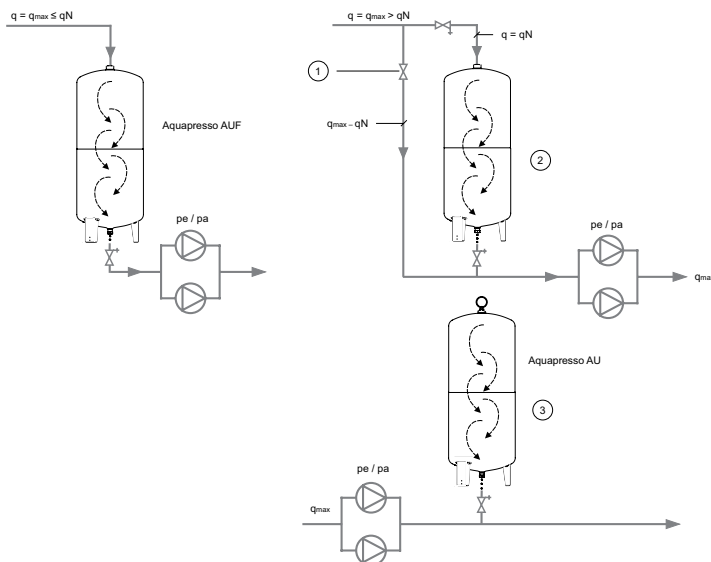 q = qmax ≤ qN
q = qmax > qN
q = qN
1
Aquapresso AUF
qmax – qN
2
pe / pa
pe / pa
qma
Aquapresso AU
3
pe / pa
qmax